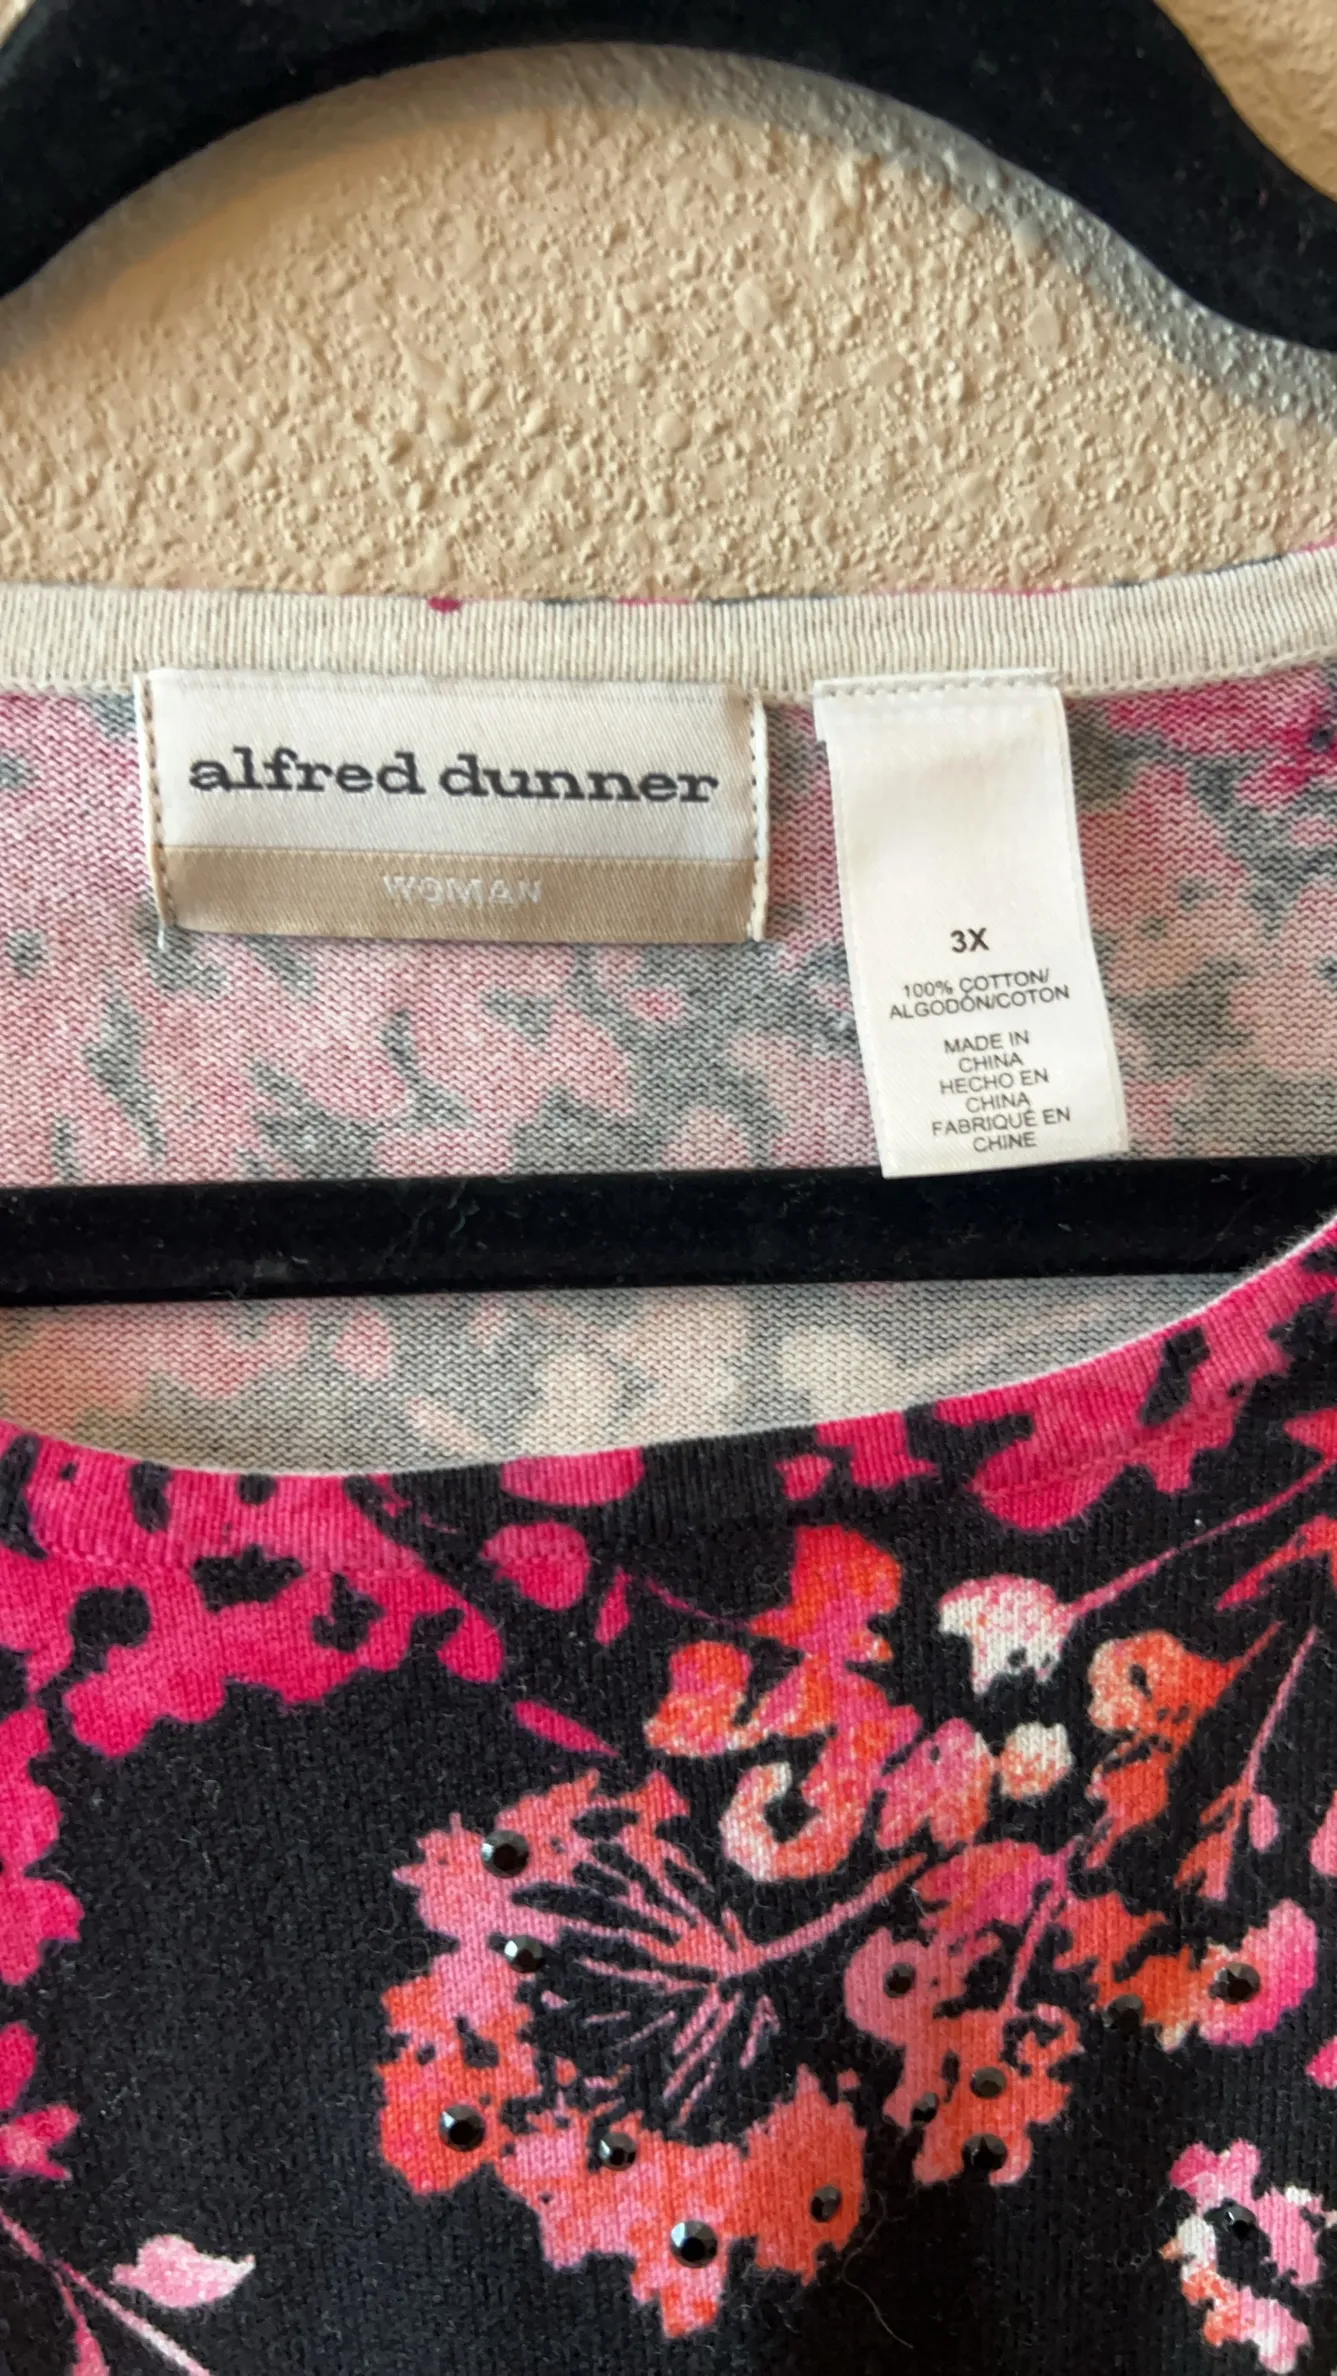 alfred dunner
WOMAN
3X
100% COTTON/
ALGODÓN/COTON
MADE IN
CHINA
HECHO EN
CHINA
FABRIQUÉ EN
CHINE